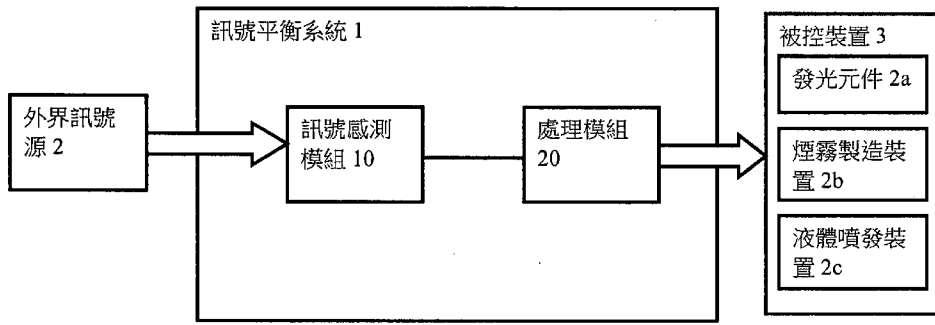 訊號平衡系統 1
外界訊號
源 2
訊號感測
模組 10
處理模組
20
被控裝置 3
發光元件 2a
煙霧製造裝
置 2b
液體噴發裝
置 2c